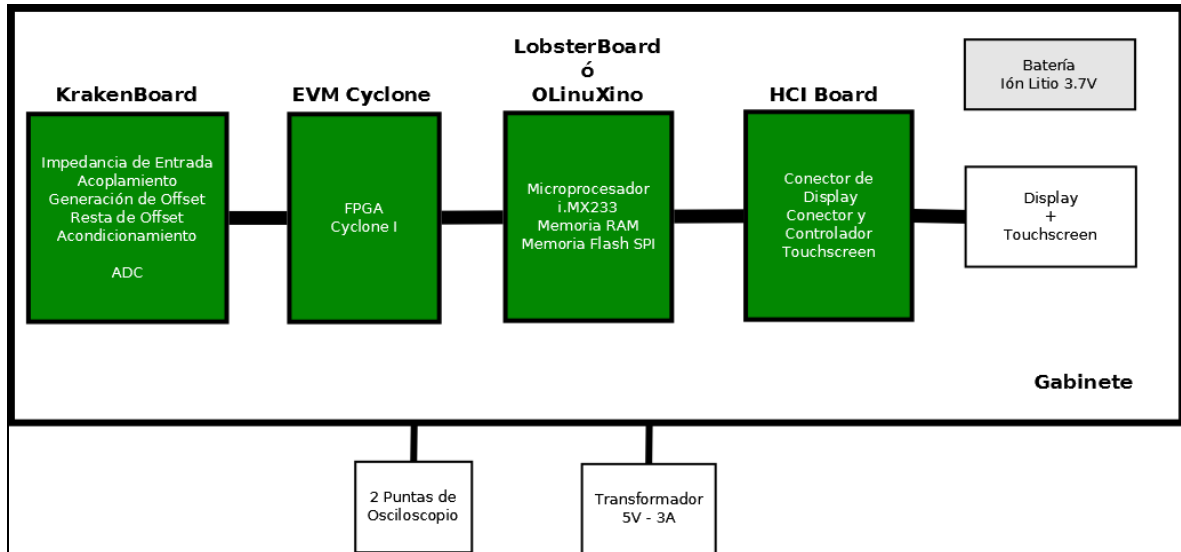 KrakenBoard
Impedancia de Entrada
Acoplamiento
Generación de Offset
Resta de Offset
Acondicionamiento
ADC
EVM Cyclone
FPGA
Cyclone I
LobsterBoard
ó
OLinuXino
Microprocesador
i.MX233
Memoria RAM
Memoria Flash SPI
HCI Board
Conector de
Display
Conector y
Controlador
Touchscreen
Batería
Ión Litio 3.7V
Display
+
Touchscreen
Gabinete
2 Puntas de
Osciloscopio
Transformador
5V - 3A